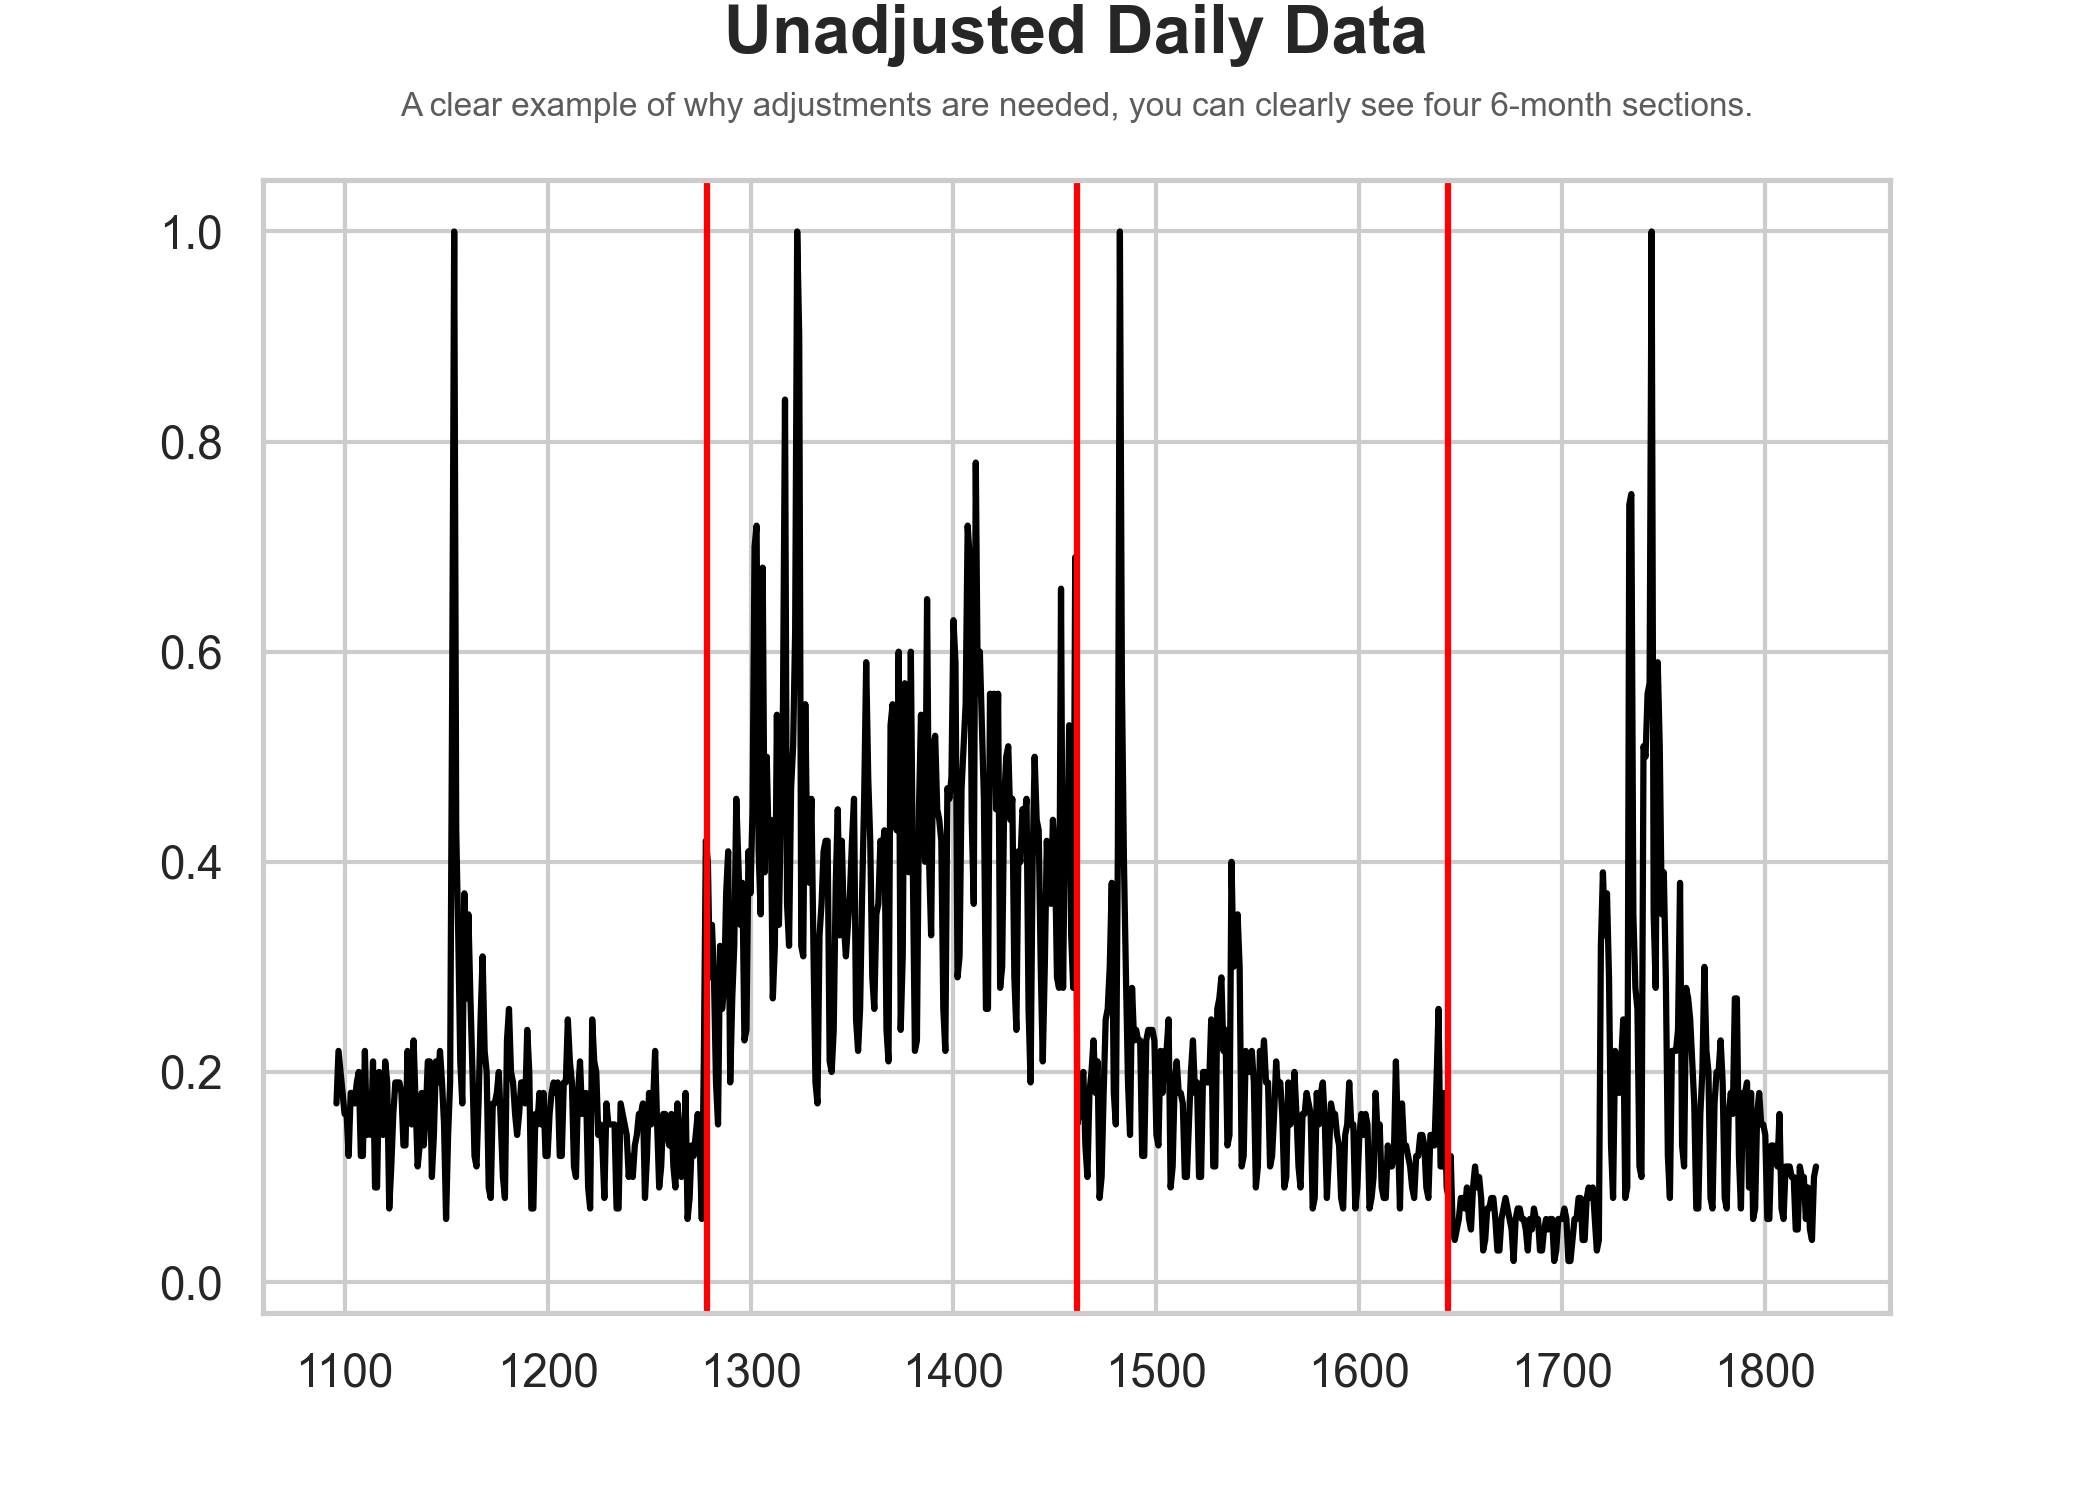 Unadjusted Daily Data
A clear example of why adjustments are needed, you can clearly see four 6-month sections.
1.0
0.8
0.6
0.4
0.2
0.0
1100 1200 1300 1400 1500 1600 1700 1800